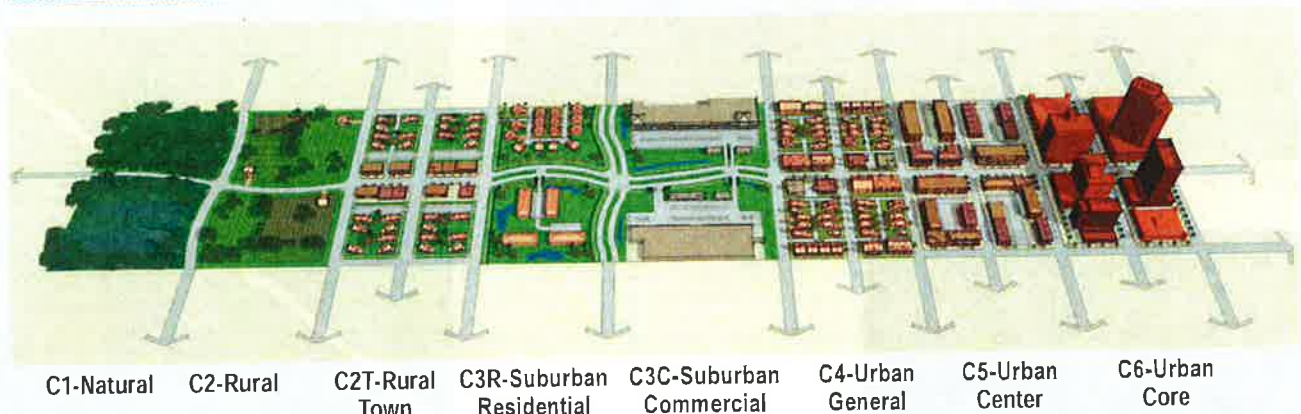 C1-Natural C2-Rural C2T-Rural C3R-Suburban C3C-Suburban C4-Urban C5-Urban C6-Urban
Town Residential Commercial General Center Core